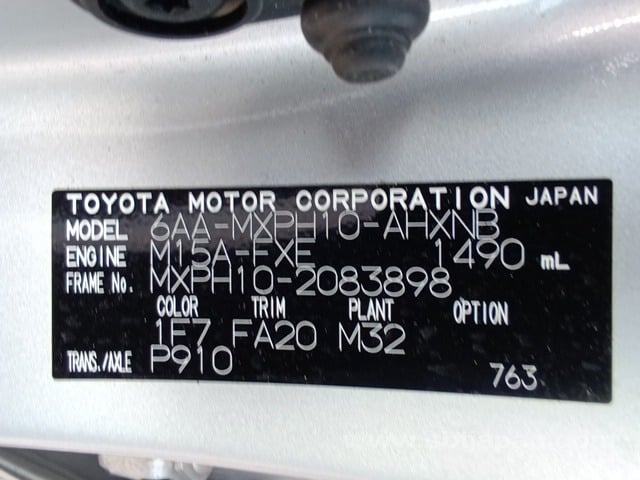 TOYOTA MOTOR CORPORATION JAPAN
MODEL 6AA-MXPH10-AHXNB
ENGINE M15A-FXE 1490 mL
FRAME No. MXPH10-2083898
COLOR TRIM PLANT OPTION
1F7 FA20 M32
TRANS./AXLE P910
763